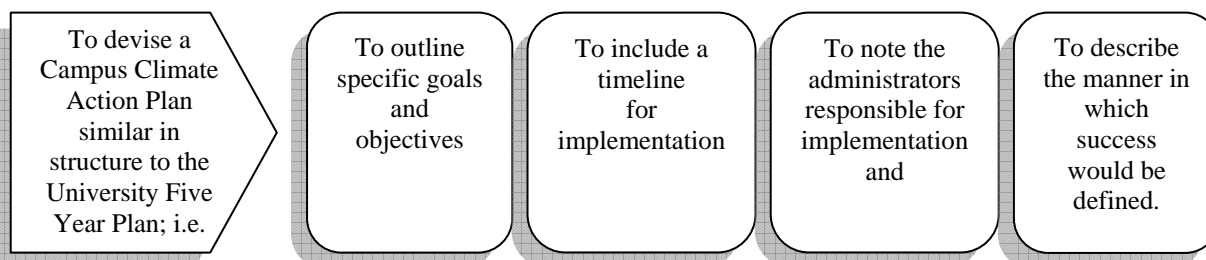 To devise a
Campus Climate
Action Plan
similar in
structure to the
University Five
Year Plan; i.e.
To outline
specific goals
and
objectives
To include a
timeline
for
implementation
To note the
administrators
responsible for
implementation
and
To describe
the manner in
which
success
would be
defined.